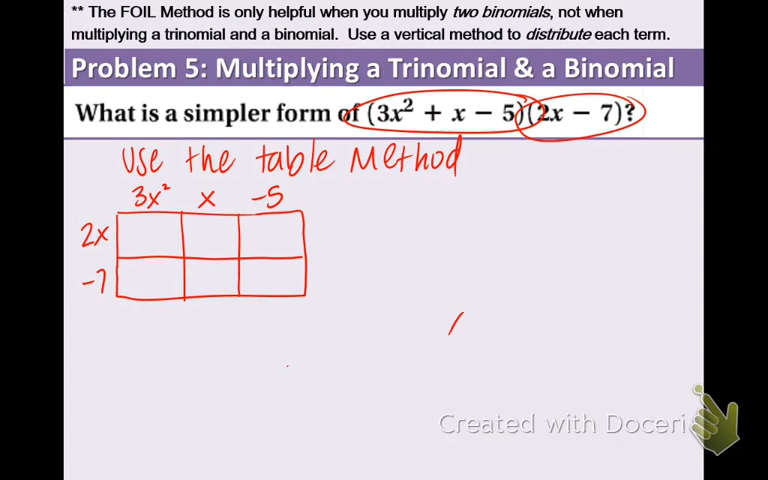 ** The FOIL Method is only helpful when you multiply two binomials, not when
multiplying a trinomial and a binomial. Use a vertical method to distribute each term.
Problem 5: Multiplying a Trinomial & a Binomial
What is a simpler form of (3x² + x − 5)(2x − 7)?
Use the table Method
3x² x -5
2x
-7
Created with Doceri